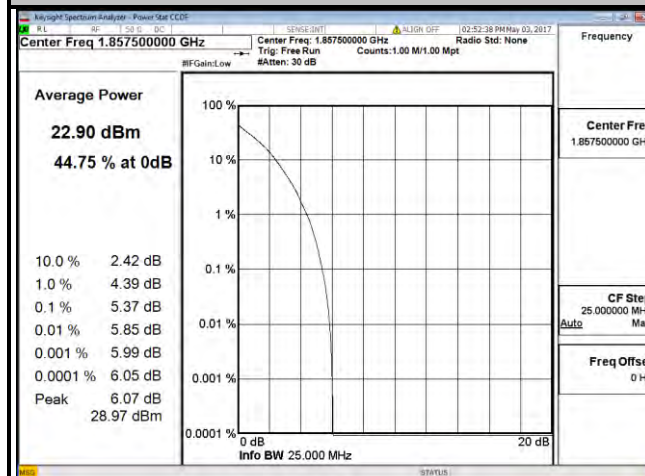 Keysight Spectrum Analyzer - Power Stat CCDF
RL RF 50 Ω DC SENSE:INT ALIGN OFF 02:52:38 PM May 03, 2017
Center Freq 1.857500000 GHz
Center Freq: 1.857500000 GHz Radio Std: None
Trig: Free Run Counts:1.00 M/1.00 Mpt
#IFGain:Low #Atten: 30 dB
Frequency
Average Power
22.90 dBm
44.75 % at 0dB
10.0 % 2.42 dB
1.0 % 4.39 dB
0.1 % 5.37 dB
0.01 % 5.85 dB
0.001 % 5.99 dB
0.0001 % 6.05 dB
Peak 6.07 dB
28.97 dBm
100 %
10 %
1 %
0.1 %
0.01 %
0.001 %
0.0001 %
0 dB 20 dB
Info BW 25.000 MHz
Center Fre
1.857500000 GH
CF Ste
25.000000 MH
Auto Ma
Freq Offse
0 H
MSG STATUS